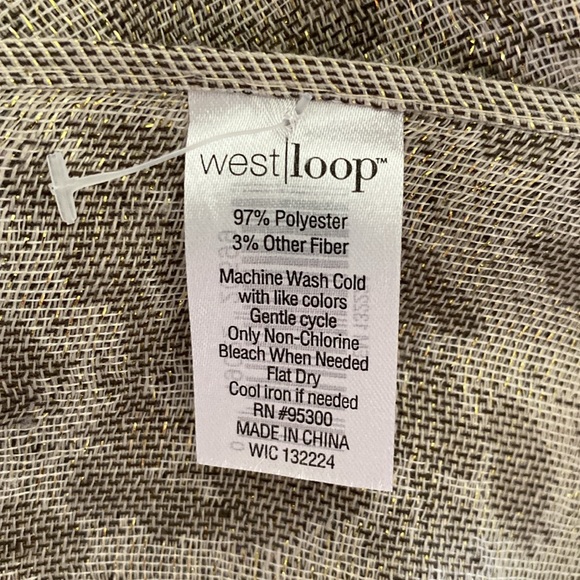 west|loop™
97% Polyester
3% Other Fiber
Machine Wash Cold
with like colors
Gentle cycle
Only Non-Chlorine
Bleach When Needed
Flat Dry
Cool iron if needed
RN #95300
MADE IN CHINA
WIC 132224